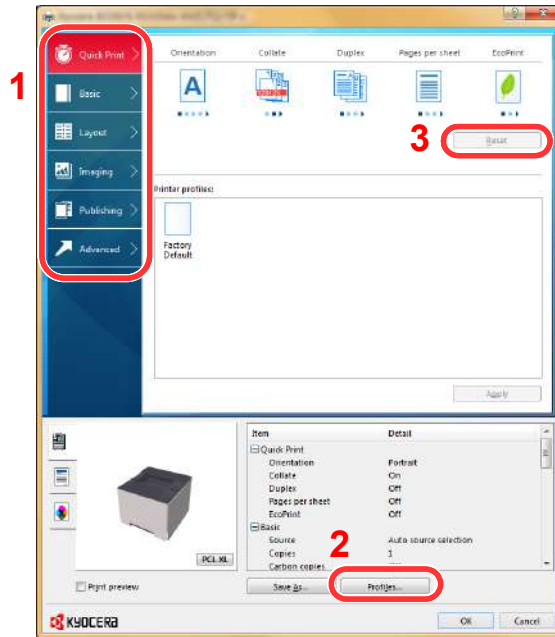 1
Quick Print
Basic
Layout
Imaging
Publishing
Advanced
Orientation Collate Duplex Pages per sheet EcoPrint
A
3
Reset
Printer profiles:
Factory
Default
Apply
Item Detail
Quick Print
Orientation Portrait
Collate On
Duplex Off
Pages per sheet Off
EcoPrint Off
Basic
Source Auto source selection
Copies 1
Carbon copies
PCL XL
2
Print preview
Save As...
Profiles...
KYOCERA
OK
Cancel